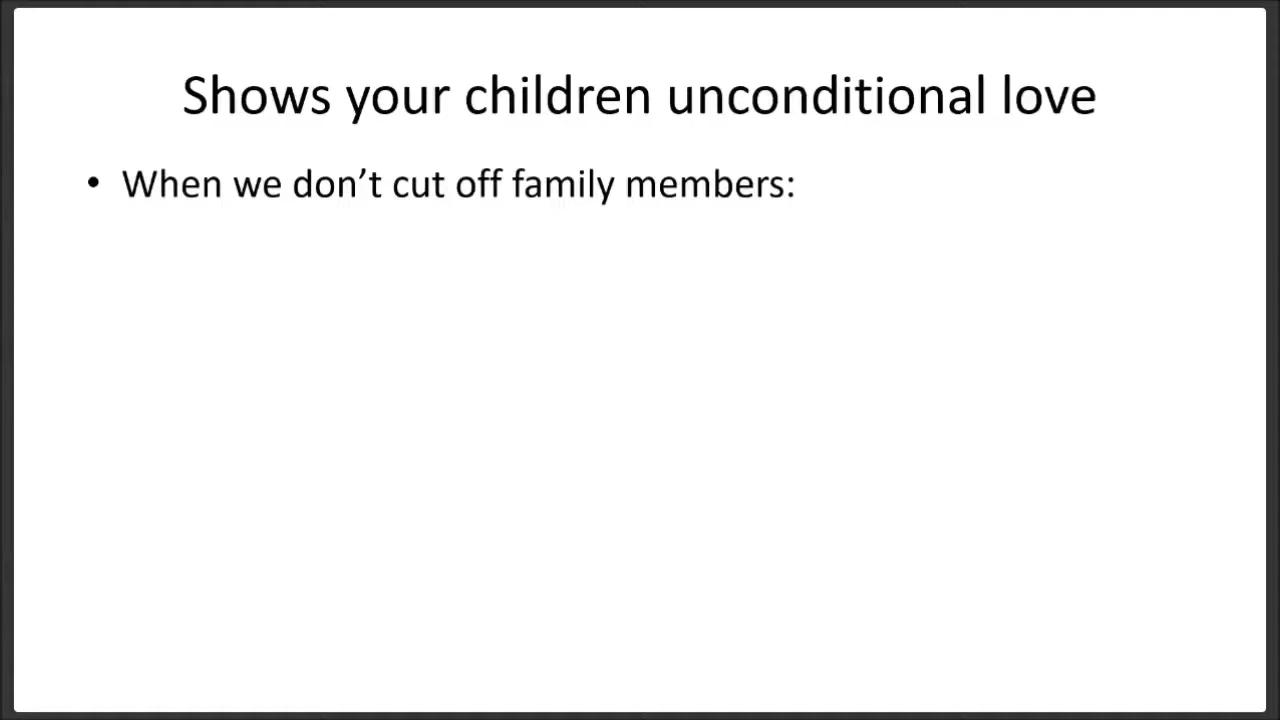 Shows your children unconditional love
• When we don’t cut off family members: